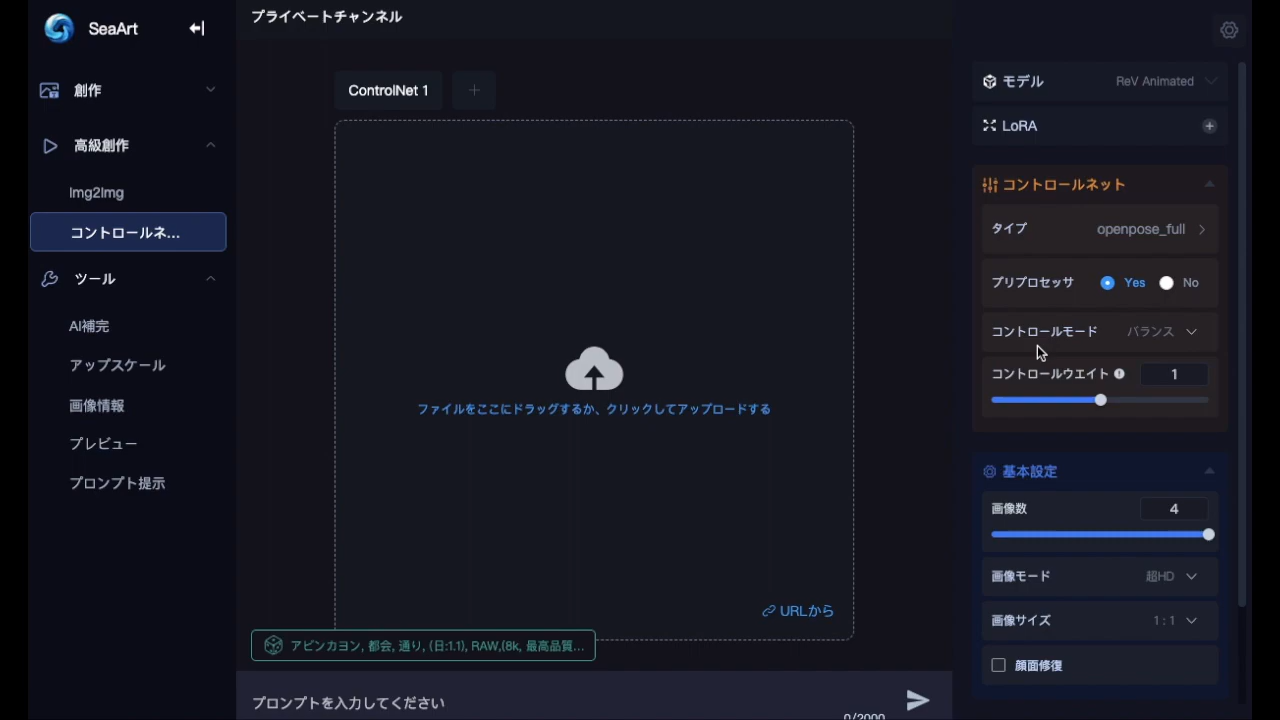 SeaArt
創作
高級創作
Img2Img
コントロールネ...
ツール
AI補完
アップスケール
画像情報
プレビュー
プロンプト提示
プライベートチャンネル
ControlNet 1
ファイルをここにドラッグするか、クリックしてアップロードする
URLから
アビンカヨン, 都会, 通り, (日:1.1), RAW,(8k, 最高品質...
プロンプトを入力してください
0/2000
モデル ReV Animated
LoRA
コントロールネット
タイプ openpose_full
プリプロセッサ Yes No
コントロールモード バランス
コントロールウエイト 1
基本設定
画像数 4
画像モード 超HD
画像サイズ 1 : 1
顔面修復